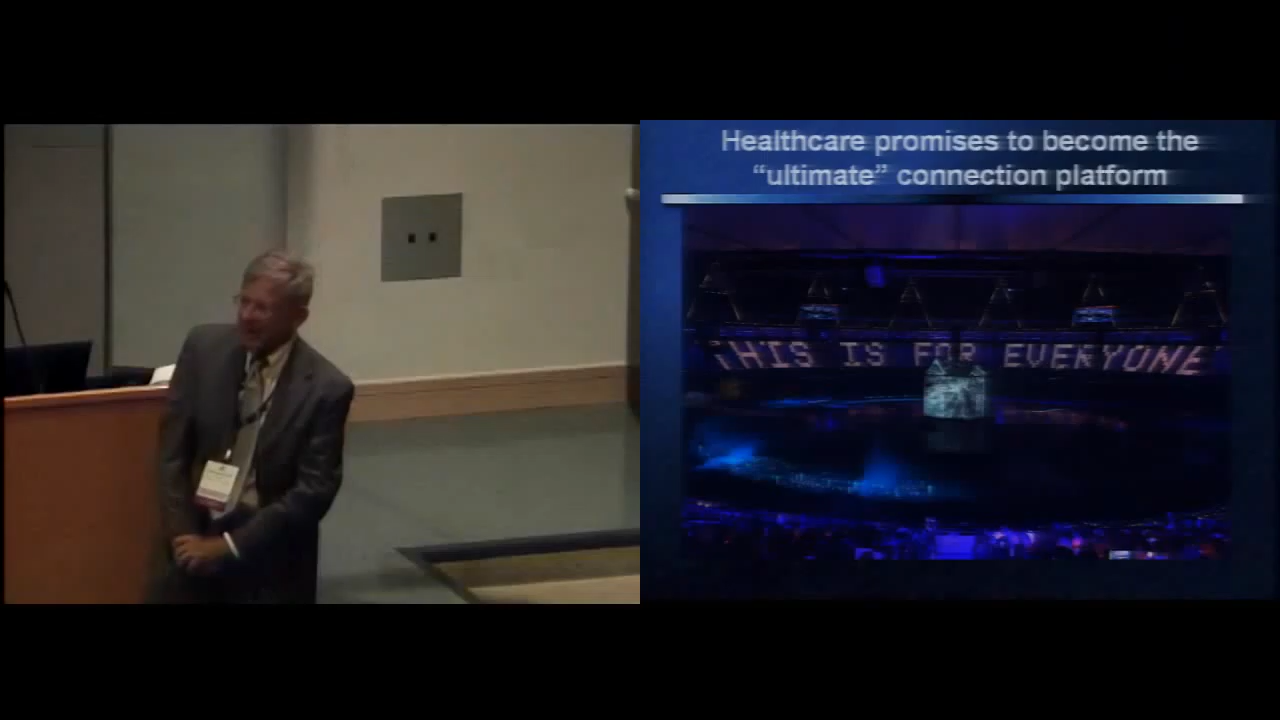 Healthcare promises to become the
“ultimate” connection platform
THIS IS FOR EVERYONE